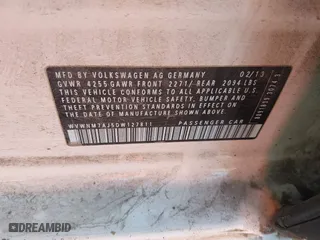 MFD BY VOLKSWAGEN AG GERMANY 02/13
GVWR 4255 GAWR FRONT 2271/ REAR 2094 LBS
THIS VEHICLE CONFORMS TO ALL APPLICABLE
FEDERAL MOTOR VEHICLE SAFETY, BUMPER AND
THEFT PREVENTION STANDARDS IN EFFECT ON
THE DATE OF MANUFACTURE SHOWN ABOVE
PASSENGER CAR
DREAMBID